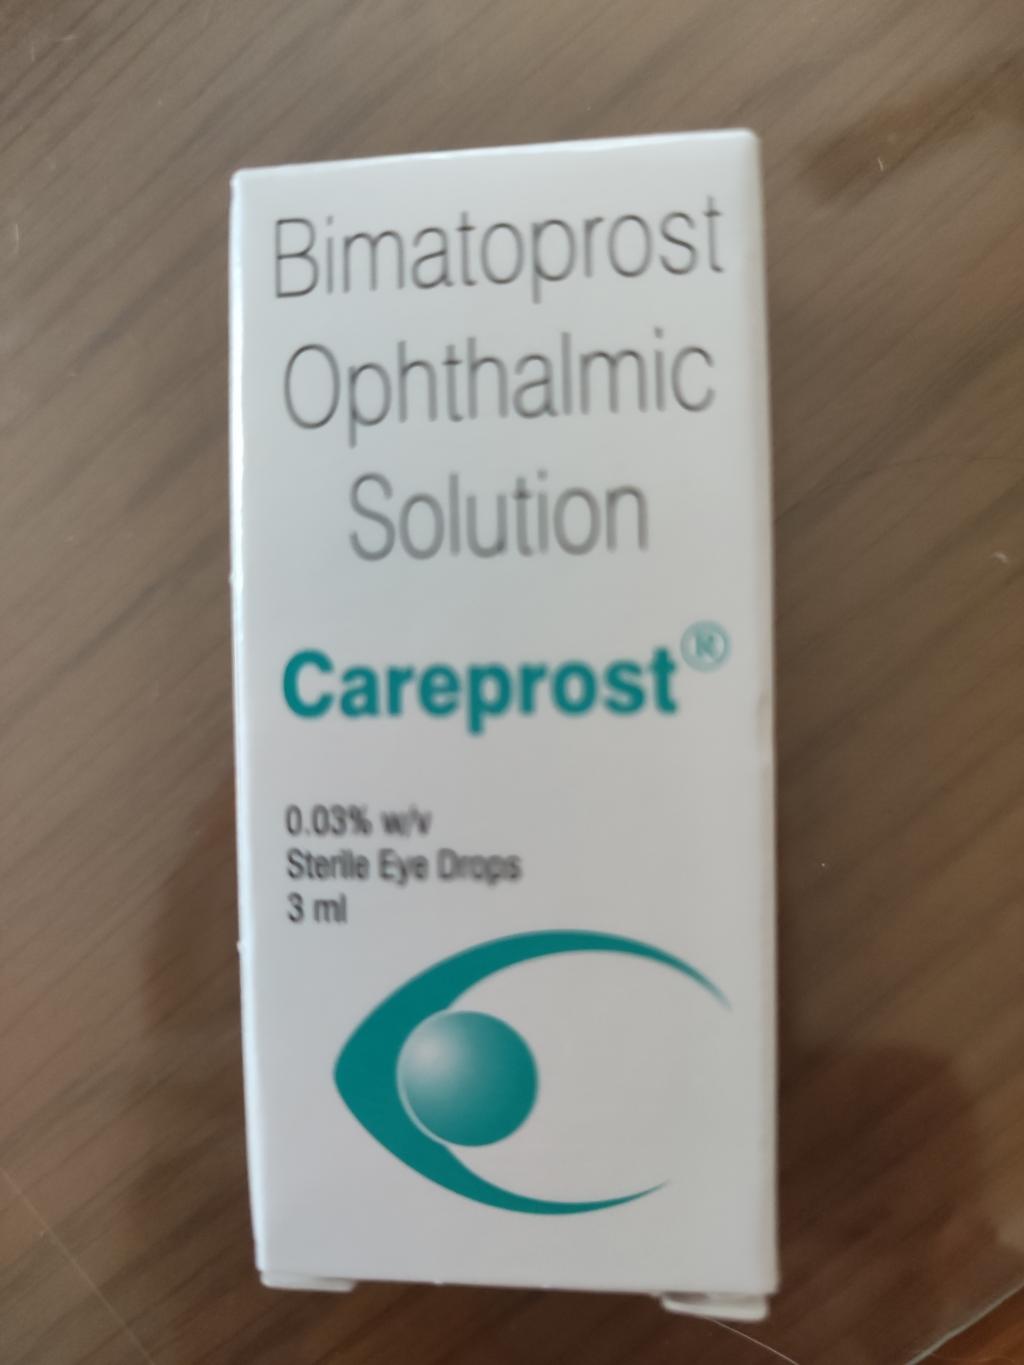 Bimatoprost
Ophthalmic
Solution
Careprost®
0.03% w/v
Sterile Eye Drops
3 ml